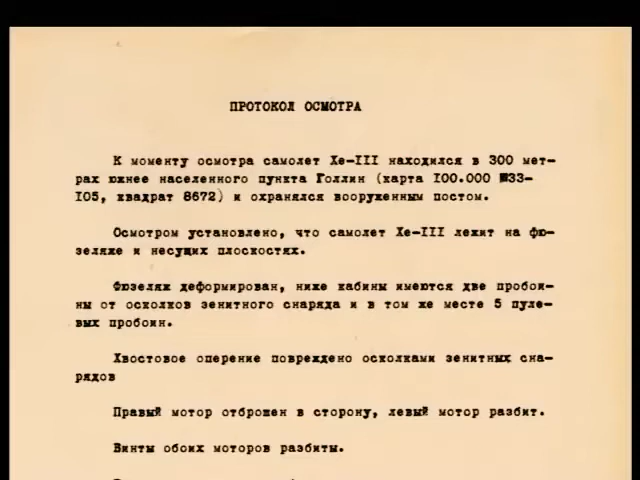 ПРОТОКОЛ ОСМОТРА
К моменту осмотра самолет Хе-III находился в 300 мет-
рах южнее населенного пункта Голлин (карта I00.000 №33-
I05, квадрат 8672) и охранялся вооруженным постом.
Осмотром установлено, что самолет Хе-III лежит на фю-
зеляже и несущих плоскостях.
Фюзеляж деформирован, ниже кабины имеются две пробои-
ны от осколков зенитного снаряда и в том же месте 5 пуле-
вых пробоин.
Хвостовое оперение повреждено осколками зенитных сна-
рядов
Правый мотор отброшен в сторону, левый мотор разбит.
Винты обоих моторов разбиты.